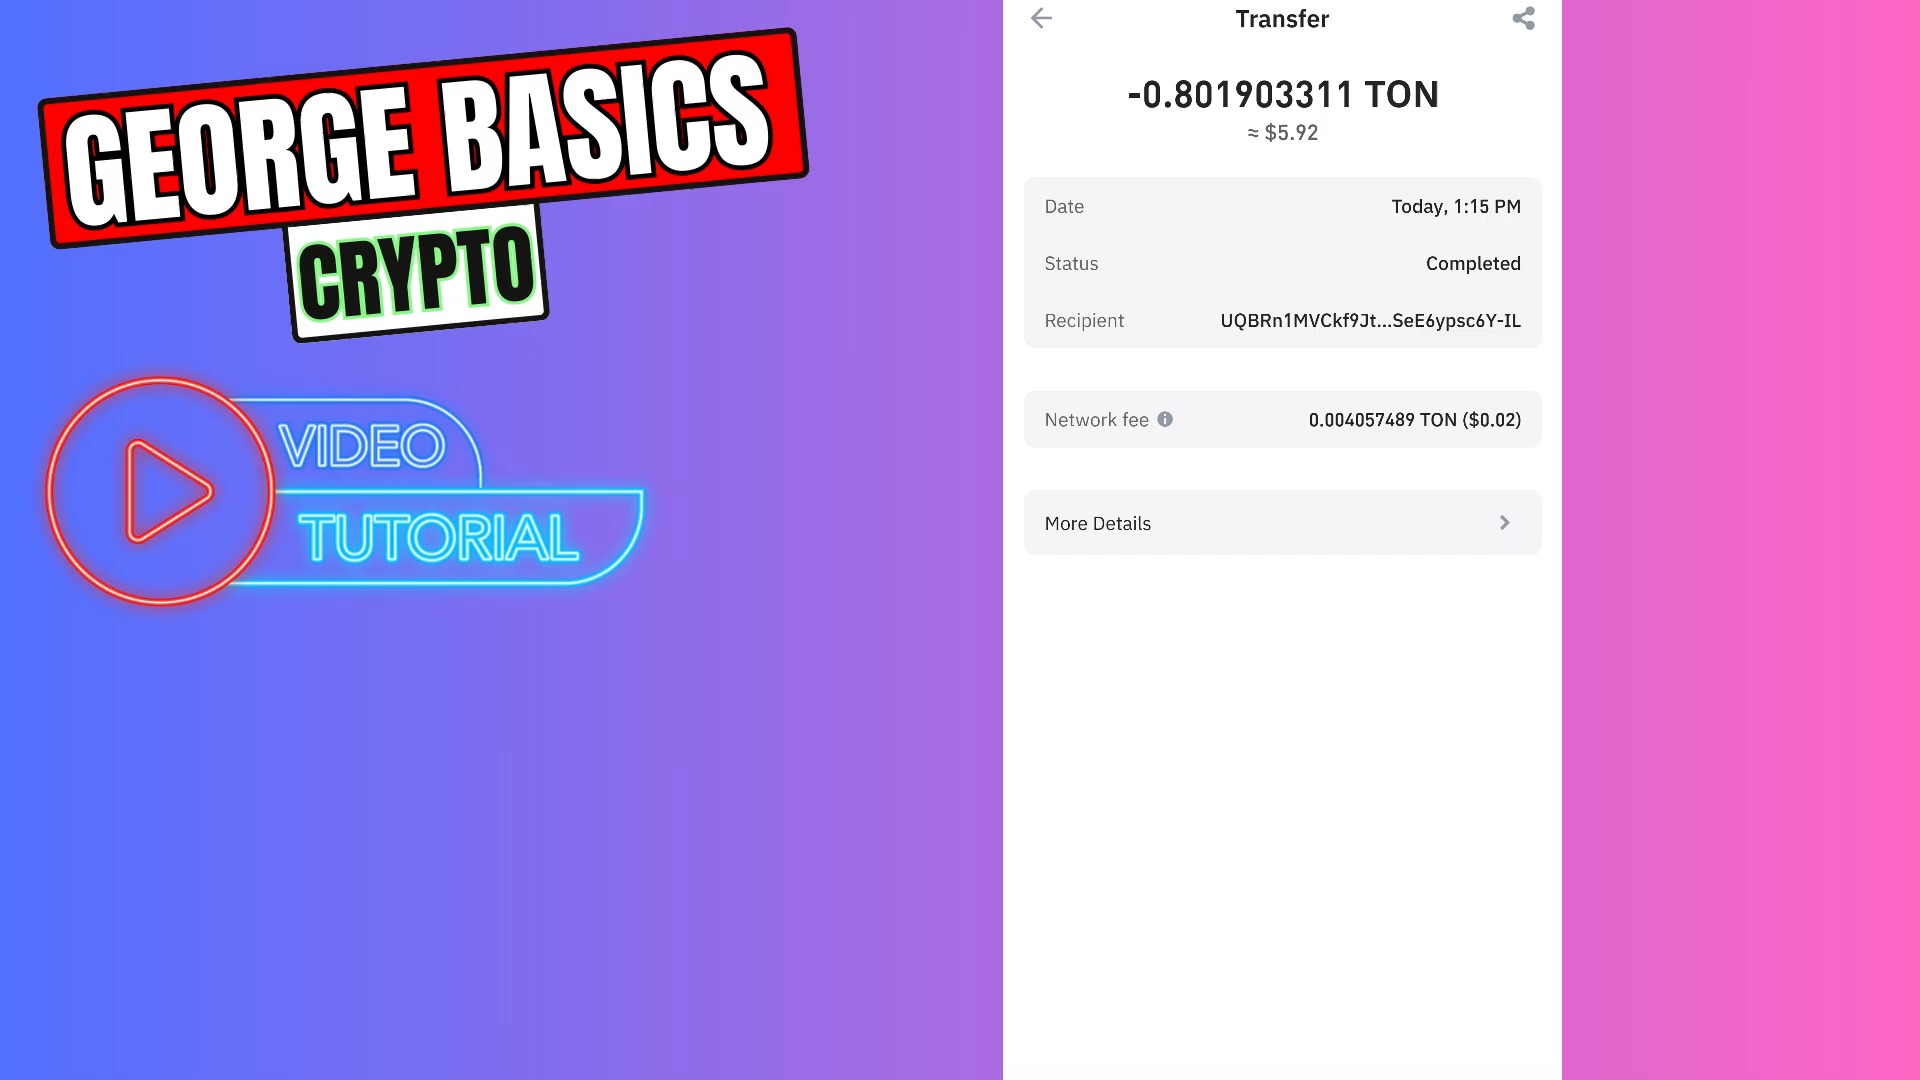 GEORGE BASICS
CRYPTO
VIDEO
TUTORIAL
Transfer
-0.801903311 TON
≈ $5.92
Date Today, 1:15 PM
Status Completed
Recipient UQBRn1MVCkf9Jt...SeE6ypsc6Y-IL
Network fee 0.004057489 TON ($0.02)
More Details